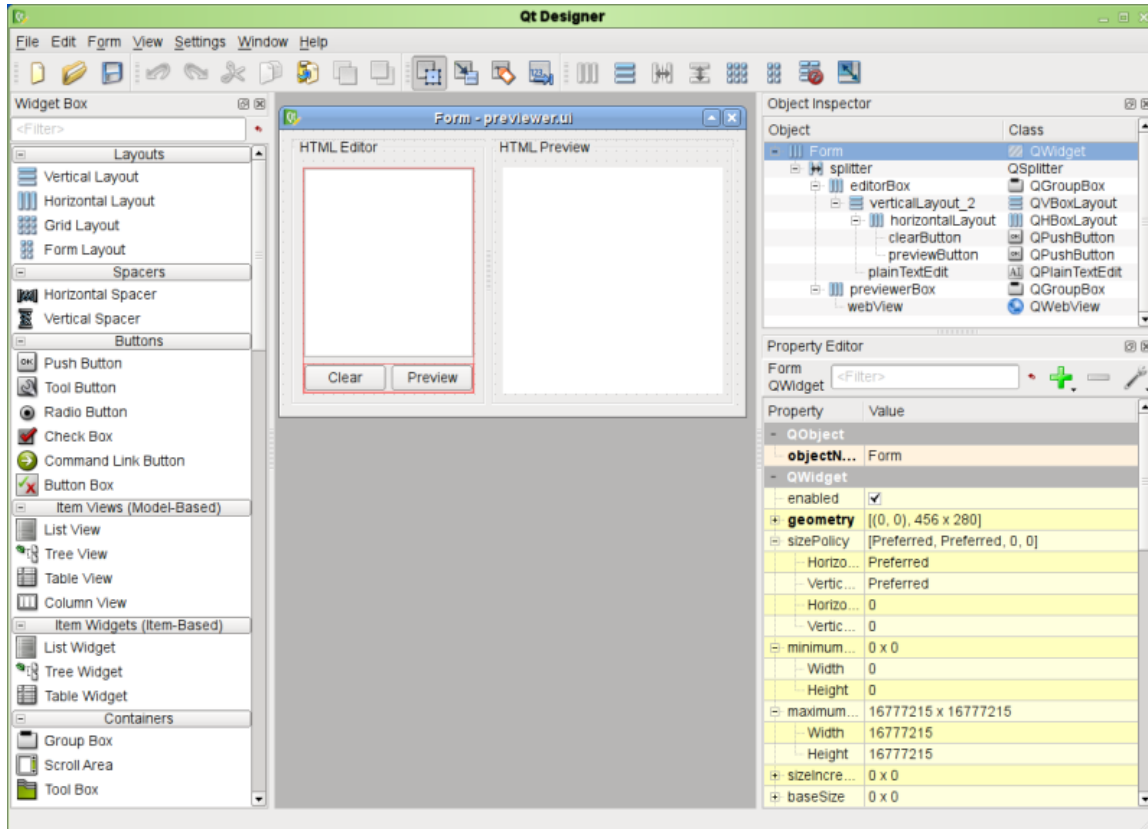 Qt Designer
File Edit Form View Settings Window Help
Widget Box
<Filter>
Layouts
Vertical Layout
Horizontal Layout
Grid Layout
Form Layout
Spacers
Horizontal Spacer
Vertical Spacer
Buttons
Push Button
Tool Button
Radio Button
Check Box
Command Link Button
Button Box
Item Views (Model-Based)
List View
Tree View
Table View
Column View
Item Widgets (Item-Based)
List Widget
Tree Widget
Table Widget
Containers
Group Box
Scroll Area
Tool Box
Form - previewer.ui
HTML Editor HTML Preview
Clear Preview
Object Inspector
Object Class
Form QWidget
splitter QSplitter
editorBox QGroupBox
verticalLayout_2 QVBoxLayout
horizontalLayout QHBoxLayout
clearButton QPushButton
previewButton QPushButton
plainTextEdit QPlainTextEdit
previewerBox QGroupBox
webView QWebView
Property Editor
Form
QWidget
<Filter>
Property Value
QObject
objectN... Form
QWidget
enabled
geometry [(0, 0), 456 x 280]
sizePolicy [Preferred, Preferred, 0, 0]
Horizo... Preferred
Vertic... Preferred
Horizo... 0
Vertic... 0
minimum... 0 x 0
Width 0
Height 0
maximum... 16777215 x 16777215
Width 16777215
Height 16777215
sizeIncre... 0 x 0
baseSize 0 x 0